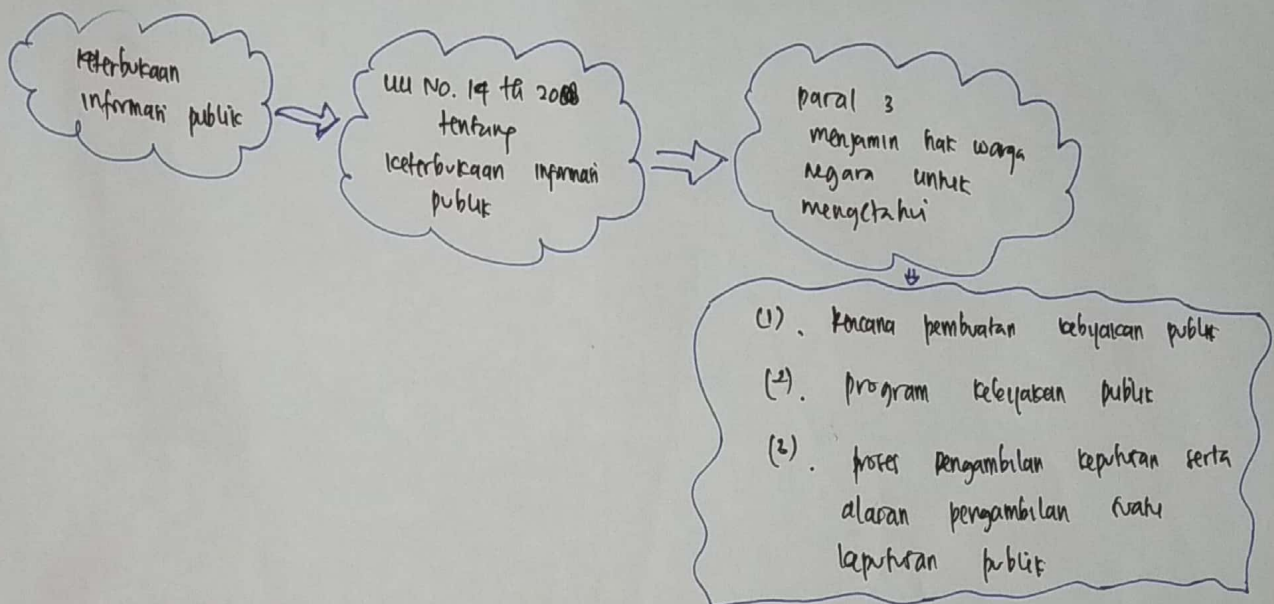 keterbukaan
informasi publik
UU No. 14 th 2008
tentang
keterbukaan informasi
publik
pasal 3
menjamin hak warga
negara untuk
mengetahui
(1). Rencana pembuatan kebijakan publik
(2). program kebijakan publik
(3). proses pengambilan keputusan serta
alasan pengambilan suatu
keputusan publik